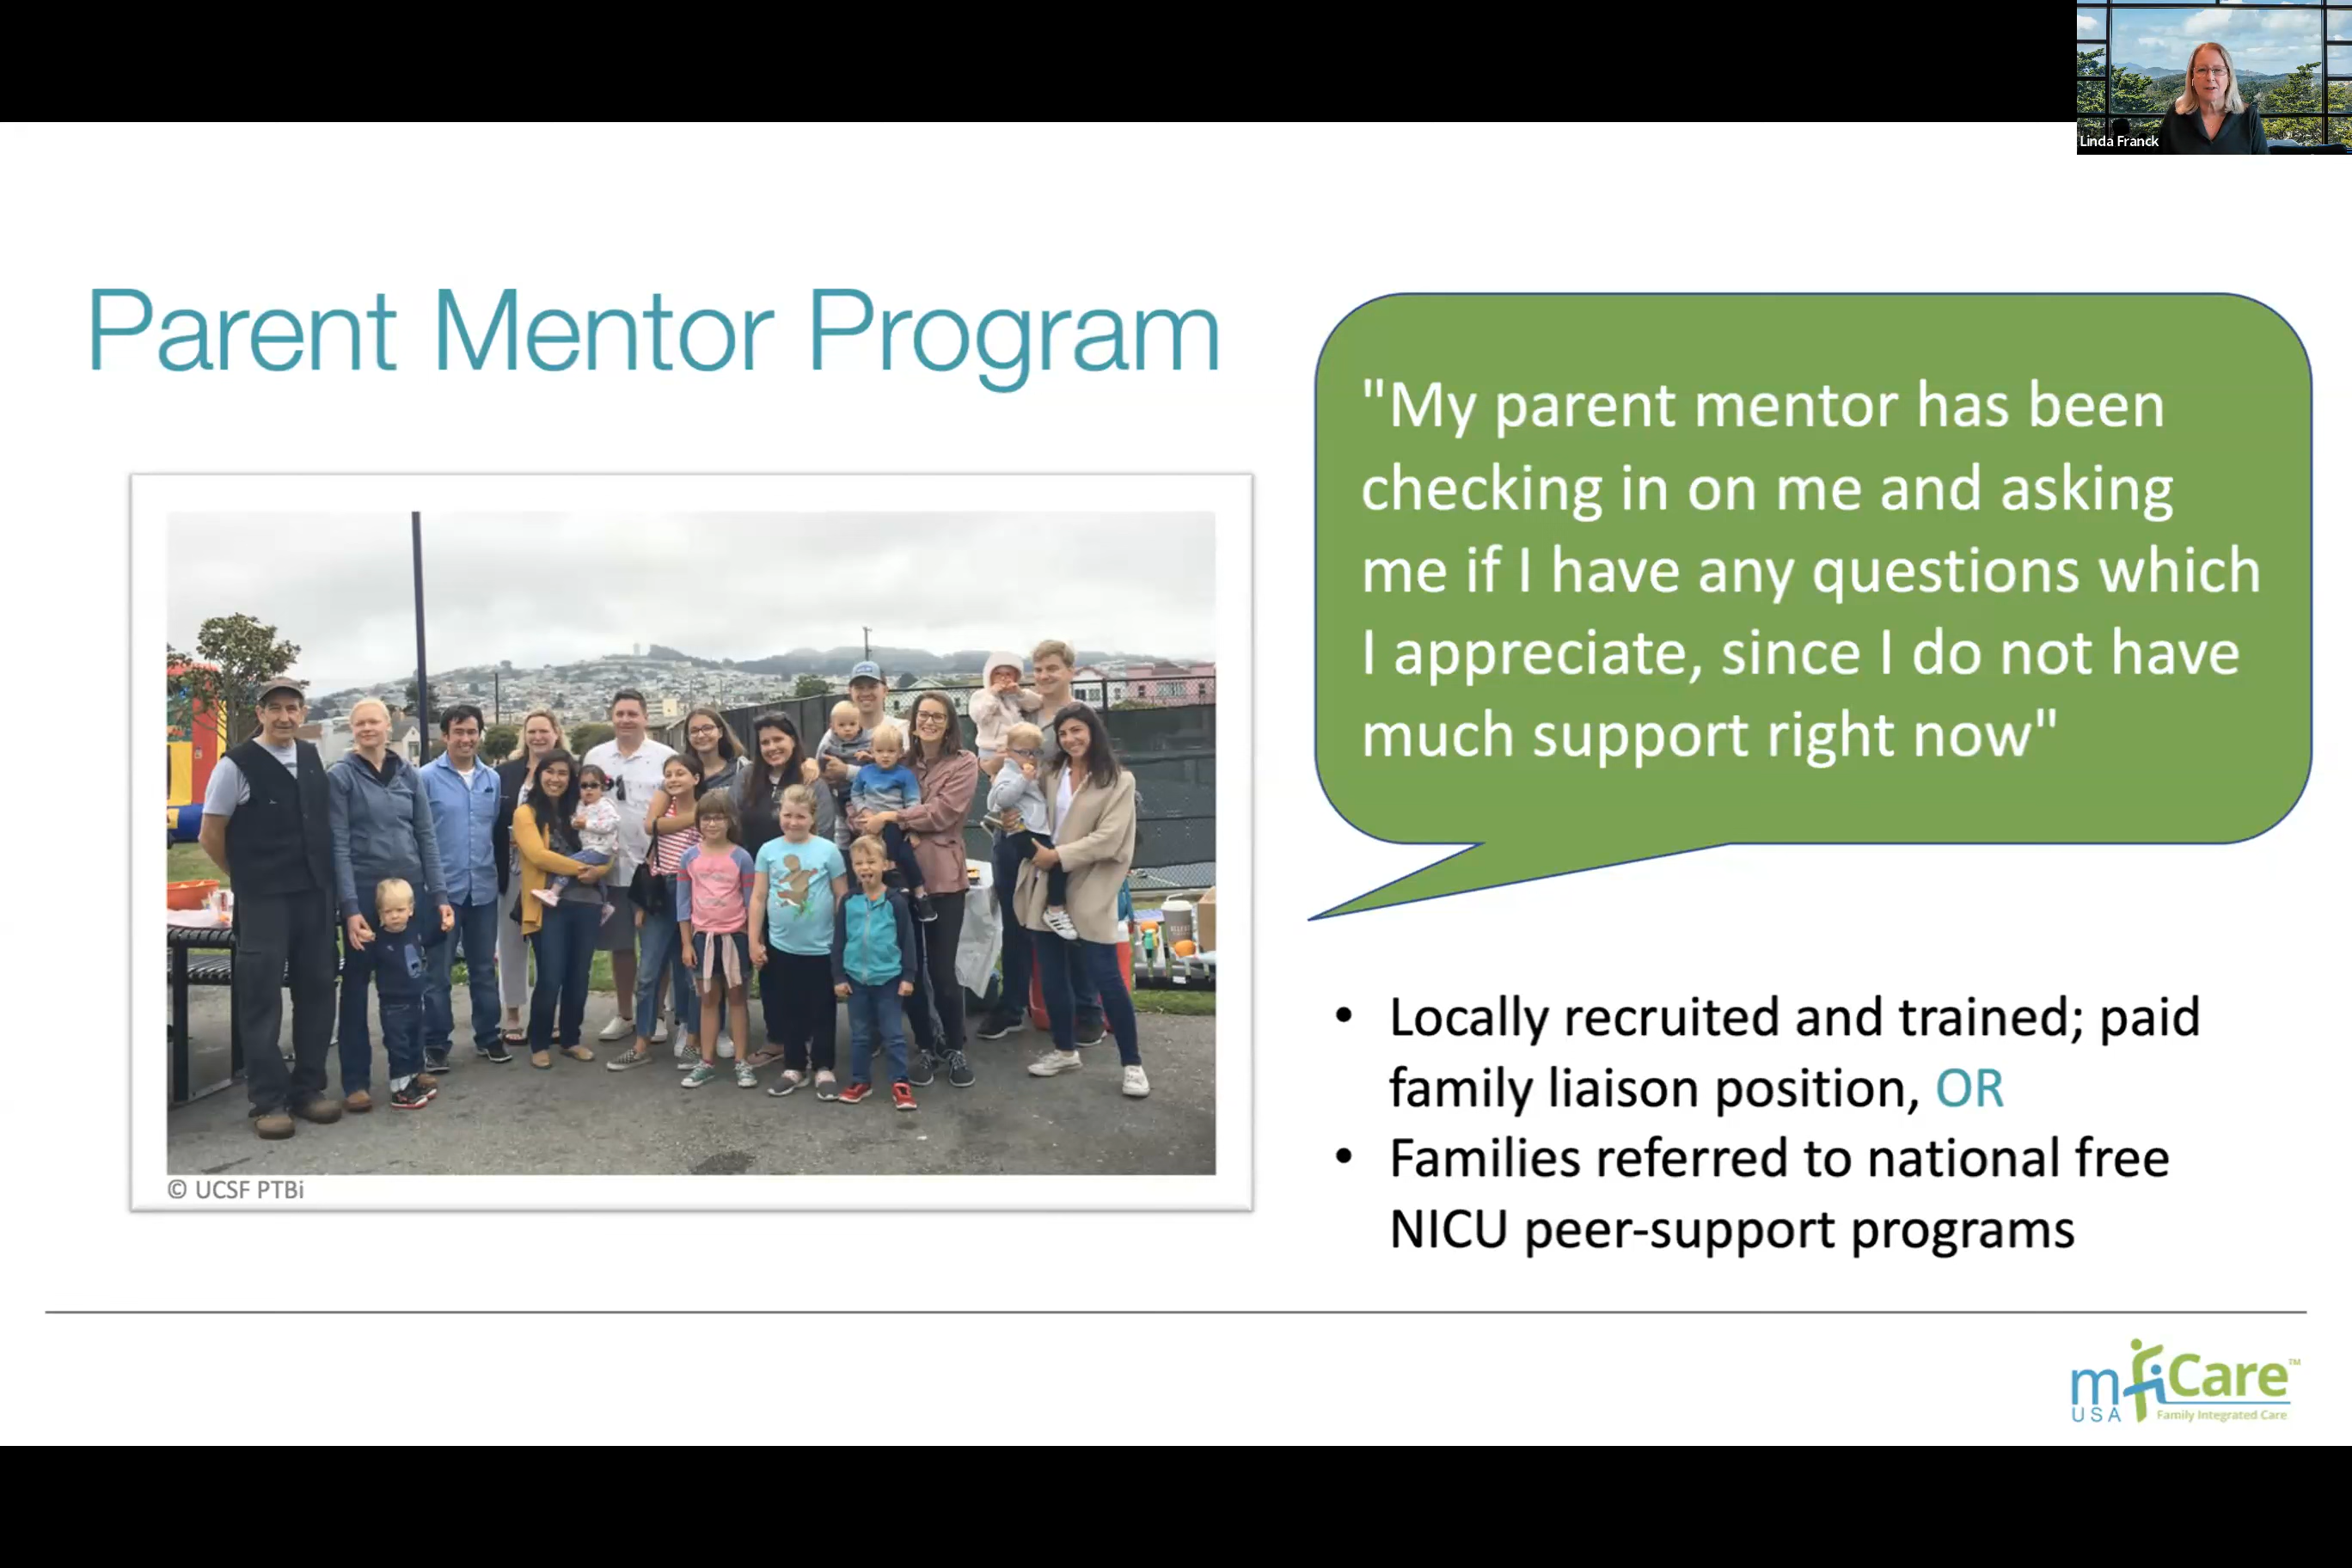 Linda Franck
Parent Mentor Program
"My parent mentor has been
checking in on me and asking
me if I have any questions which
I appreciate, since I do not have
much support right now"
• Locally recruited and trained; paid
family liaison position, OR
• Families referred to national free
NICU peer-support programs
© UCSF PTBi
mfiCare™
USA
Family Integrated Care